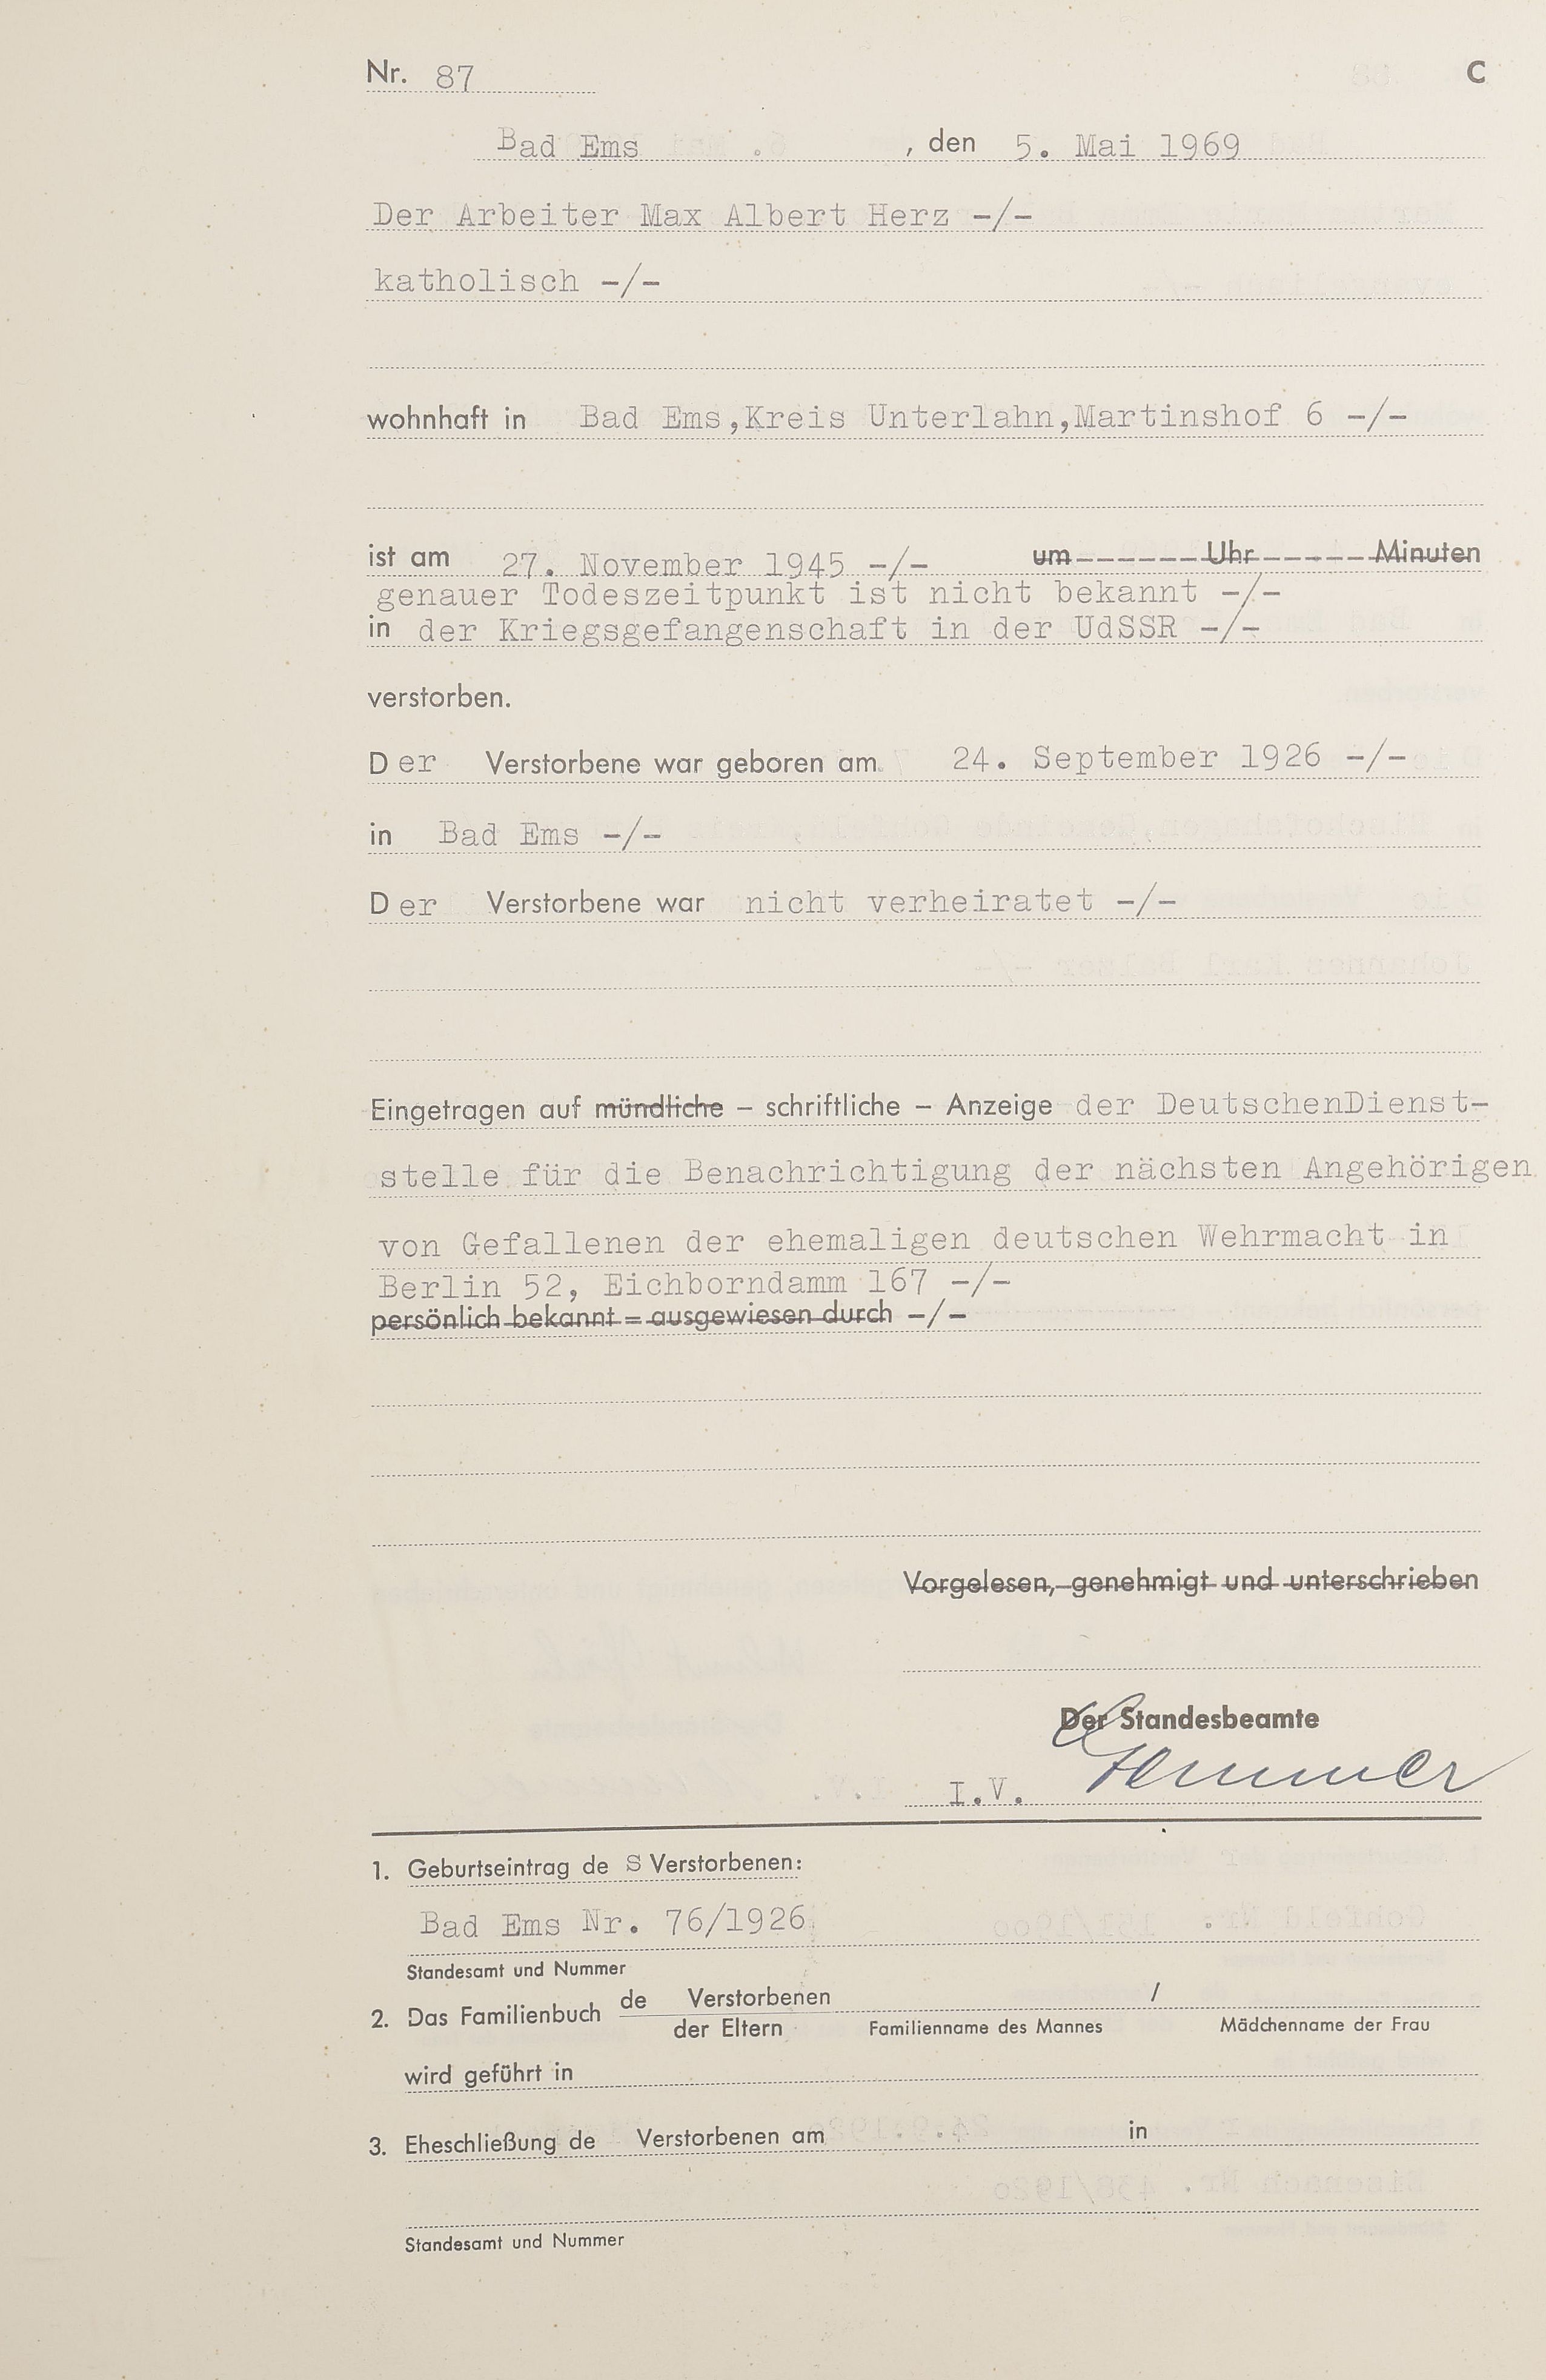 Nr. 87
C
Bad Ems , den 5. Mai 1969
Der Arbeiter Max Albert Herz -/-
katholisch -/-
wohnhaft in Bad Ems,Kreis Unterlahn,Martinshof 6 -/-
ist am 27. November 1945 -/- um ------ Uhr ------ Minuten
genauer Todeszeitpunkt ist nicht bekannt -/-
in der Kriegsgefangenschaft in der UdSSR -/-
verstorben.
Der Verstorbene war geboren am 24. September 1926 -/-
in Bad Ems -/-
Der Verstorbene war nicht verheiratet -/-
Eingetragen auf mündliche – schriftliche – Anzeige der DeutschenDienst-
stelle für die Benachrichtigung der nächsten Angehörigen
von Gefallenen der ehemaligen deutschen Wehrmacht in
Berlin 52, Eichborndamm 167 -/-
persönlich bekannt = ausgewiesen durch -/-
Vorgelesen, genehmigt und unterschrieben
Der Standesbeamte
I.V.
1. Geburtseintrag des Verstorbenen:
Bad Ems Nr. 76/1926
Standesamt und Nummer
2. Das Familienbuch de Verstorbenen /
der Eltern Familienname des Mannes Mädchenname der Frau
wird geführt in
3. Eheschließung de Verstorbenen am in
Standesamt und Nummer